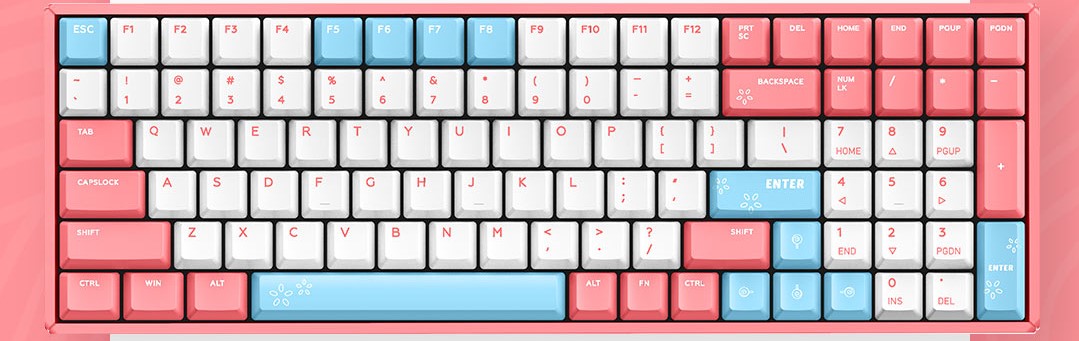 ESC F1 F2 F3 F4 F5 F6 F7 F8 F9 F10 F11 F12 PRT SC DEL HOME END PGUP PGDN
~ ` ! 1 @ 2 # 3 $ 4 % 5 ^ 6 & 7 * 8 ( 9 ) 0 — - + = BACKSPACE NUM LK / * -
TAB Q W E R T Y U I O P { [ } ] | \ 7 HOME 8 9 PGUP +
CAPSLOCK A S D F G H J K L : ; " ' ENTER 4 5 6
SHIFT Z X C V B N M < , > . ? / SHIFT 1 END 2 3 PGDN ENTER
CTRL WIN ALT ALT FN CTRL 0 INS . DEL